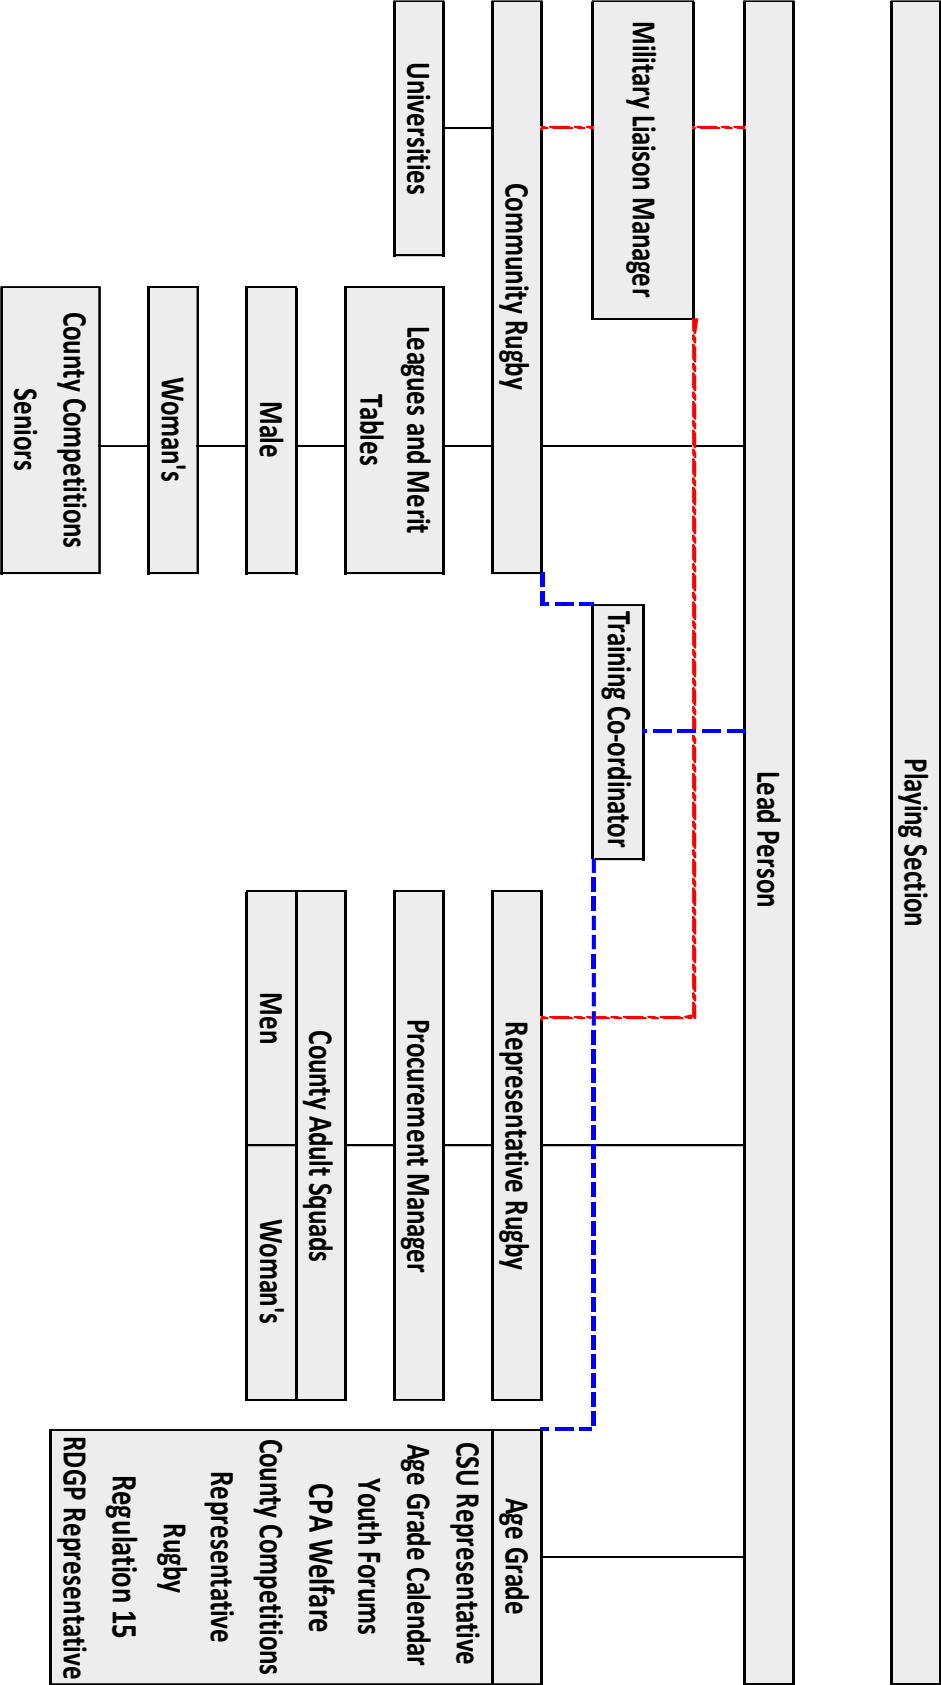 Playing Section
Lead Person
Military Liaison Manager
Training Co-ordinator
Community Rugby
Representative Rugby
Age Grade
Universities
Leagues and Merit
Tables
Male
Woman's
County Competitions
Seniors
Procurement Manager
County Adult Squads
Men
Woman's
CSU Representative
Age Grade Calendar
Youth Forums
CPA Welfare
County Competitions
Representative
Rugby
Regulation 15
RDGP Representative